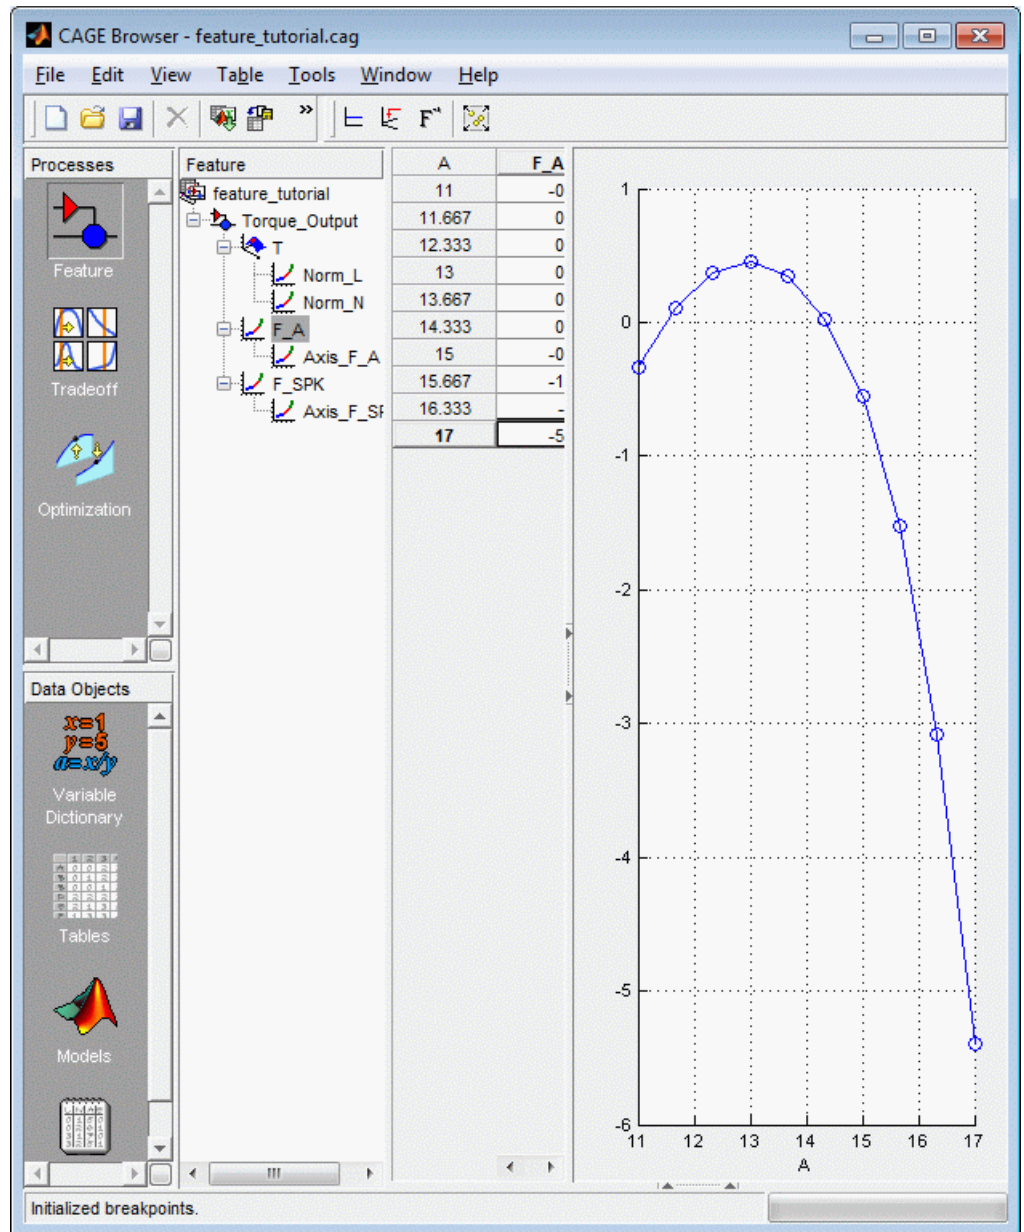 CAGE Browser - feature_tutorial.cag
File Edit View Table Tools Window Help
»
Processes
Feature
Tradeoff
Optimization
Data Objects
x=1
y=5
a=x/y
Variable
Dictionary
Tables
Models
Feature
feature_tutorial
Torque_Output
T
Norm_L
Norm_N
F_A
Axis_F_A
F_SPK
Axis_F_SF
A F_A
11 -0
11.667 0
12.333 0
13 0
13.667 0
14.333 0
15 -0
15.667 -1
16.333 -
17 -5
1
0
-1
-2
-3
-4
-5
-6
11 12 13 14 15 16 17
A
Initialized breakpoints.